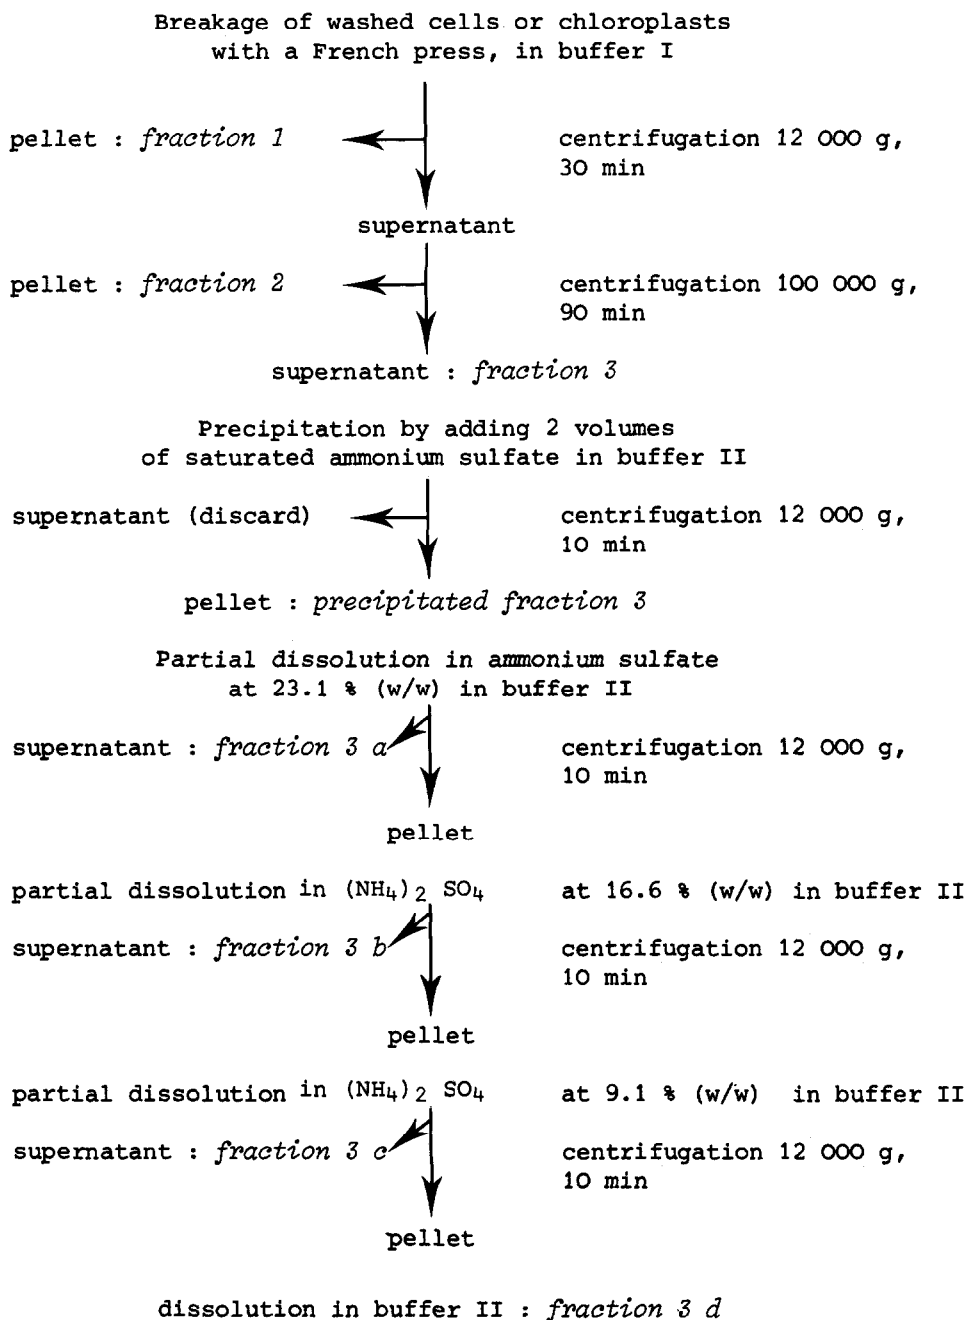 Breakage of washed cells or chloroplasts
with a French press, in buffer I
pellet : fraction 1
centrifugation 12 000 g,
30 min
supernatant
pellet : fraction 2
centrifugation 100 000 g,
90 min
supernatant : fraction 3
Precipitation by adding 2 volumes
of saturated ammonium sulfate in buffer II
supernatant (discard)
centrifugation 12 000 g,
10 min
pellet : precipitated fraction 3
Partial dissolution in ammonium sulfate
at 23.1 % (w/w) in buffer II
supernatant : fraction 3 a
centrifugation 12 000 g,
10 min
pellet
partial dissolution in (NH4)2 SO4 at 16.6 % (w/w) in buffer II
supernatant : fraction 3 b
centrifugation 12 000 g,
10 min
pellet
partial dissolution in (NH4)2 SO4 at 9.1 % (w/w) in buffer II
supernatant : fraction 3 c
centrifugation 12 000 g,
10 min
pellet
dissolution in buffer II : fraction 3 d